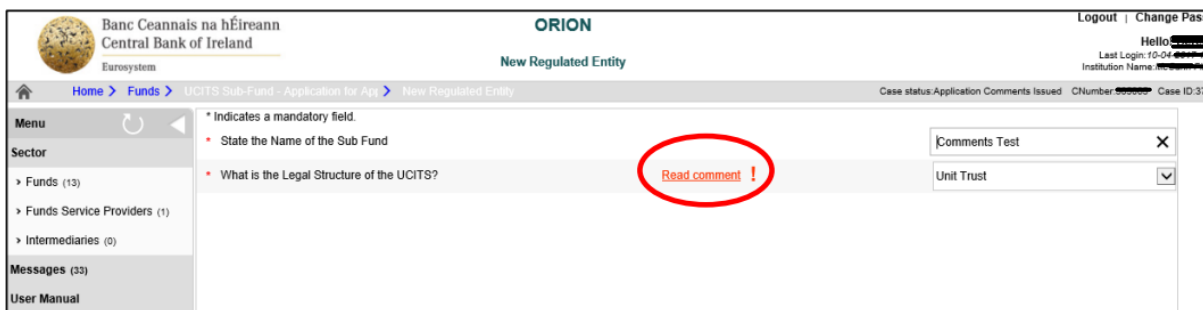 Banc Ceannais na hÉireann
Central Bank of Ireland
Eurosystem
ORION
New Regulated Entity
Logout | Change Pas
Hello
Last Login: 10-04-2017
Institution Name:
Home > Funds > UCITS Sub-Fund - Application for App > New Regulated Entity
Case status:Application Comments Issued CNumber: Case ID:37
Menu
Sector
> Funds (13)
> Funds Service Providers (1)
> Intermediaries (0)
Messages (33)
User Manual
* Indicates a mandatory field.
* State the Name of the Sub Fund
Comments Test
* What is the Legal Structure of the UCITS?
Read comment !
Unit Trust